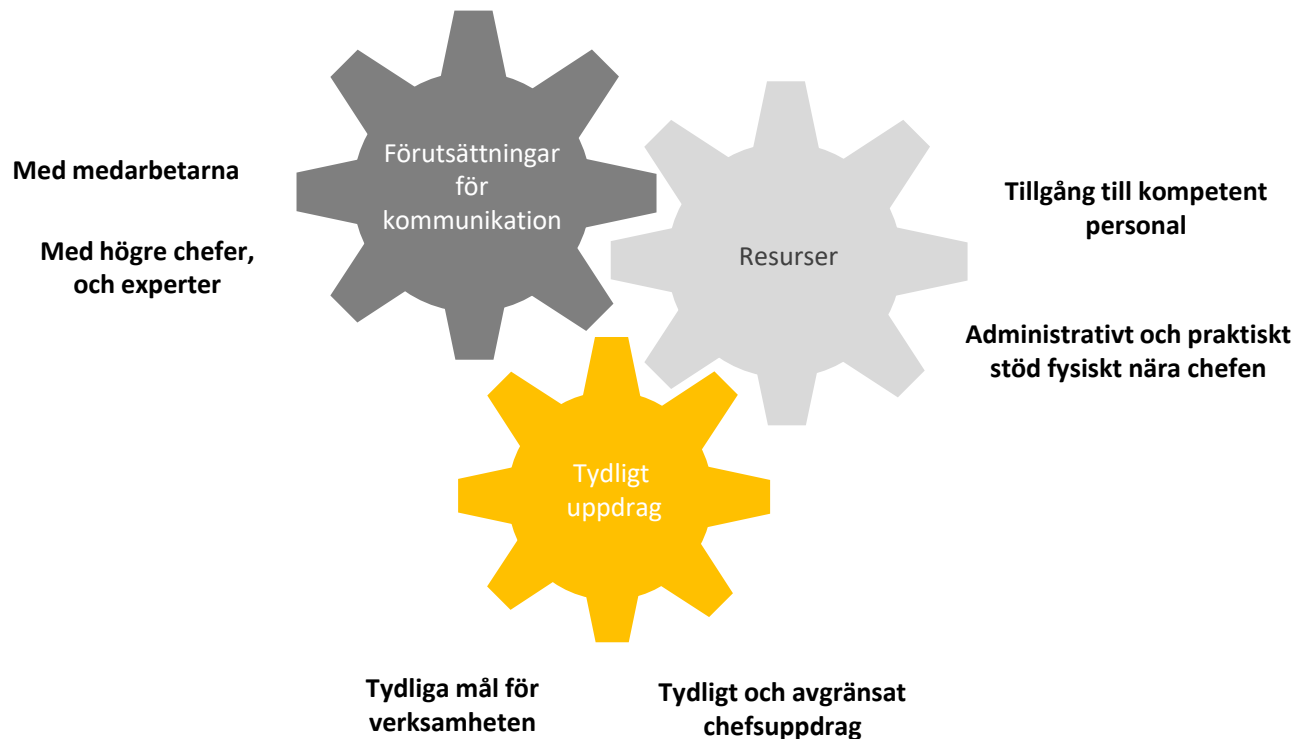 Förutsättningar
för
kommunikation
Med medarbetarna
Med högre chefer,
och experter
Resurser
Tillgång till kompetent
personal
Administrativt och praktiskt
stöd fysiskt nära chefen
Tydligt
uppdrag
Tydliga mål för
verksamheten
Tydligt och avgränsat
chefsuppdrag